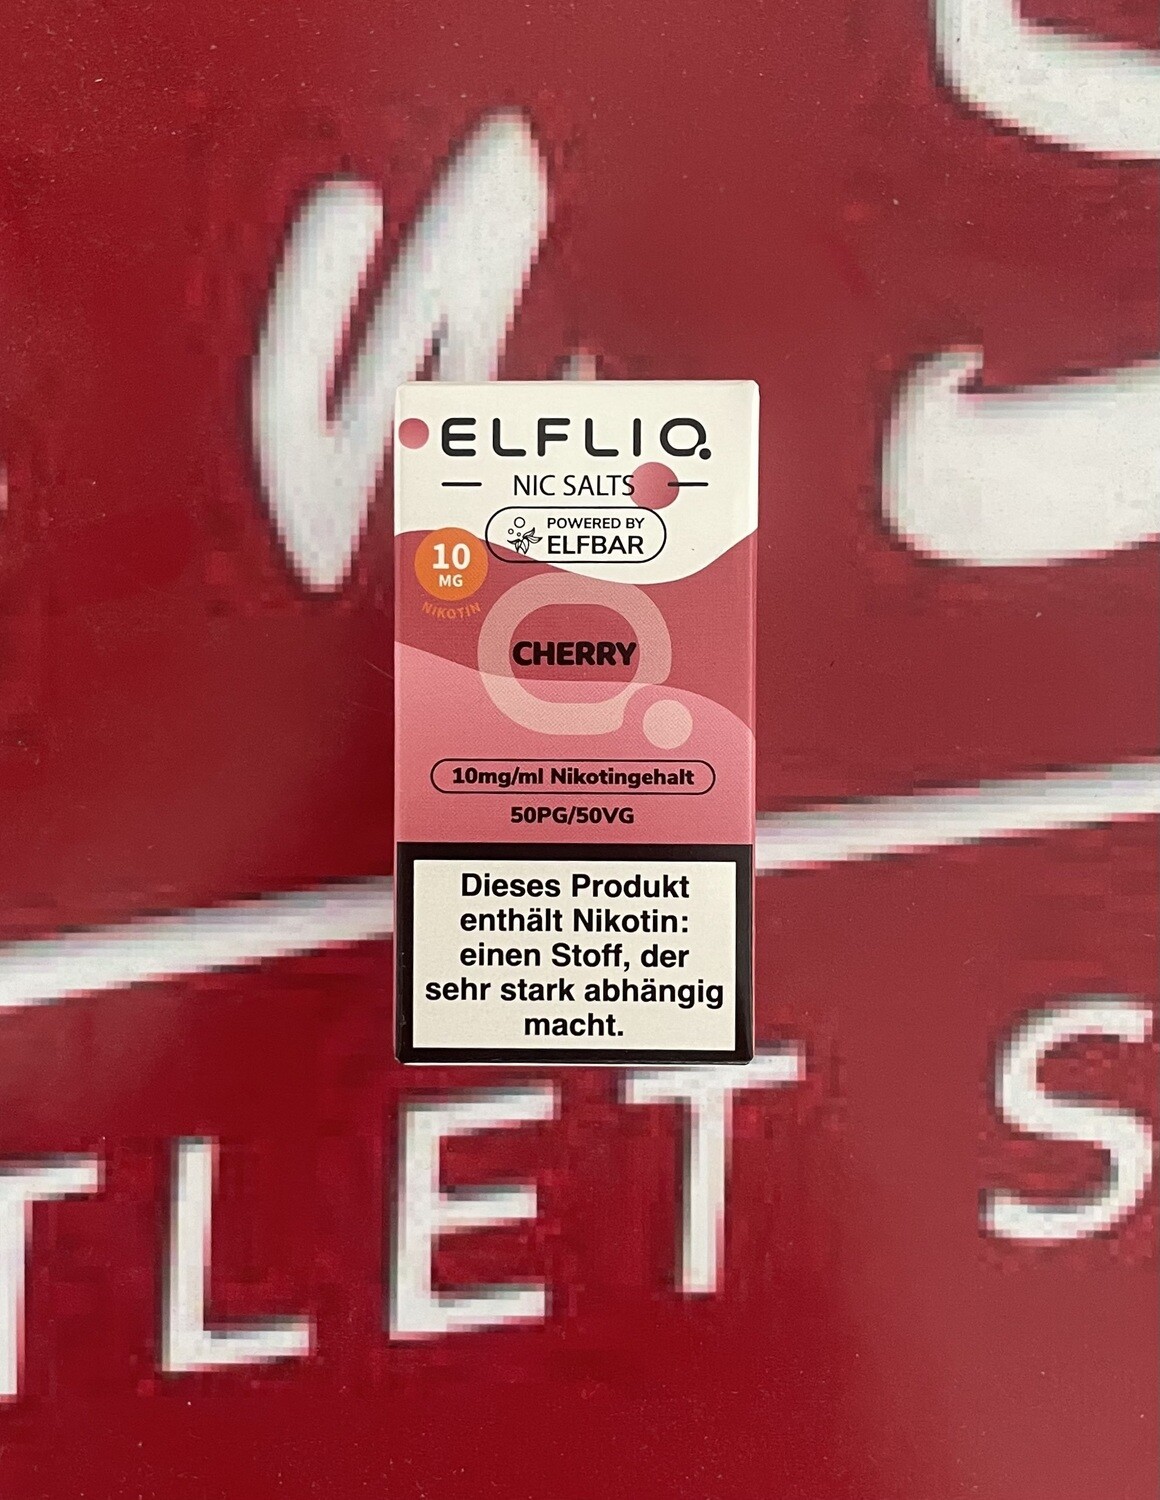 ELFLIQ
NIC SALTS
POWERED BY
ELFBAR
10
MG
NIKOTIN
CHERRY
10mg/ml Nikotingehalt
50PG/50VG
Dieses Produkt
enthält Nikotin:
einen Stoff, der
sehr stark abhängig
macht.
TLET S